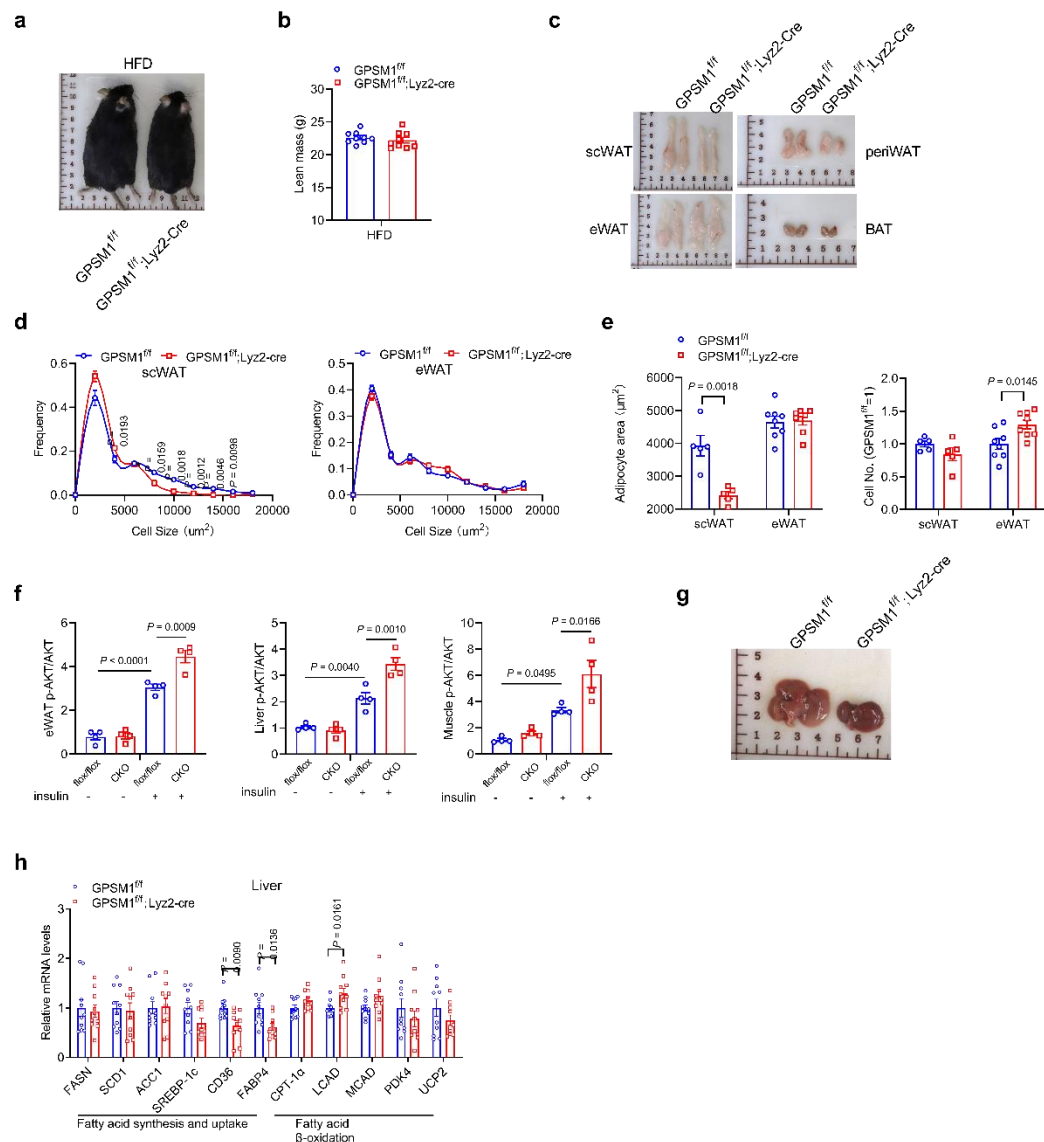 a
HFD
GPSM1f/f
GPSM1f/f;Lyz2-Cre
b
GPSM1f/f
GPSM1f/f;Lyz2-cre
Lean mass (g)
30
25
20
15
10
HFD
c
GPSM1f/f
GPSM1f/f;Lyz2-Cre
GPSM1f/f
GPSM1f/f;Lyz2-Cre
scWAT
periWAT
eWAT
BAT
d
GPSM1f/f
GPSM1f/f;Lyz2-cre
scWAT
Frequency
0.6
0.4
0.2
0.0
0.0193
0.0159
0.0018
0.0012
0.0046
P = 0.0096
0
5000
10000
15000
20000
Cell Size (um2)
GPSM1f/f
GPSM1f/f;Lyz2-cre
eWAT
Frequency
0.6
0.4
0.2
0.0
0
5000
10000
15000
20000
Cell Size (um2)
e
GPSM1f/f
GPSM1f/f;Lyz2-cre
Adipocyte area (μm2)
6000
5000
4000
3000
2000
P = 0.0018
scWAT
eWAT
Cell No. (GPSM1f/f=1)
2.0
1.5
1.0
0.5
0.0
P = 0.0145
scWAT
eWAT
f
eWAT p-AKT/AKT
6
4
2
0
P = 0.0009
P < 0.0001
flox/flox
CKO
flox/flox
CKO
insulin
-
-
+
+
Liver p-AKT/AKT
6
4
2
0
P = 0.0010
P = 0.0040
flox/flox
CKO
flox/flox
CKO
insulin
-
-
+
+
Muscle p-AKT/AKT
10
8
6
4
2
0
P = 0.0166
P = 0.0495
flox/flox
CKO
flox/flox
CKO
insulin
-
-
+
+
g
GPSM1f/f
GPSM1f/f;Lyz2-cre
h
GPSM1f/f
GPSM1f/f;Lyz2-cre
Liver
Relative mRNA levels
3
2
1
0
0.0090
0.0136
P = 0.0161
FASN
SCD1
ACC1
SREBP-1c
CD36
FABP4
CPT-1α
LCAD
MCAD
PDK4
UCP2
Fatty acid synthesis and uptake
Fatty acid
ß-oxidation